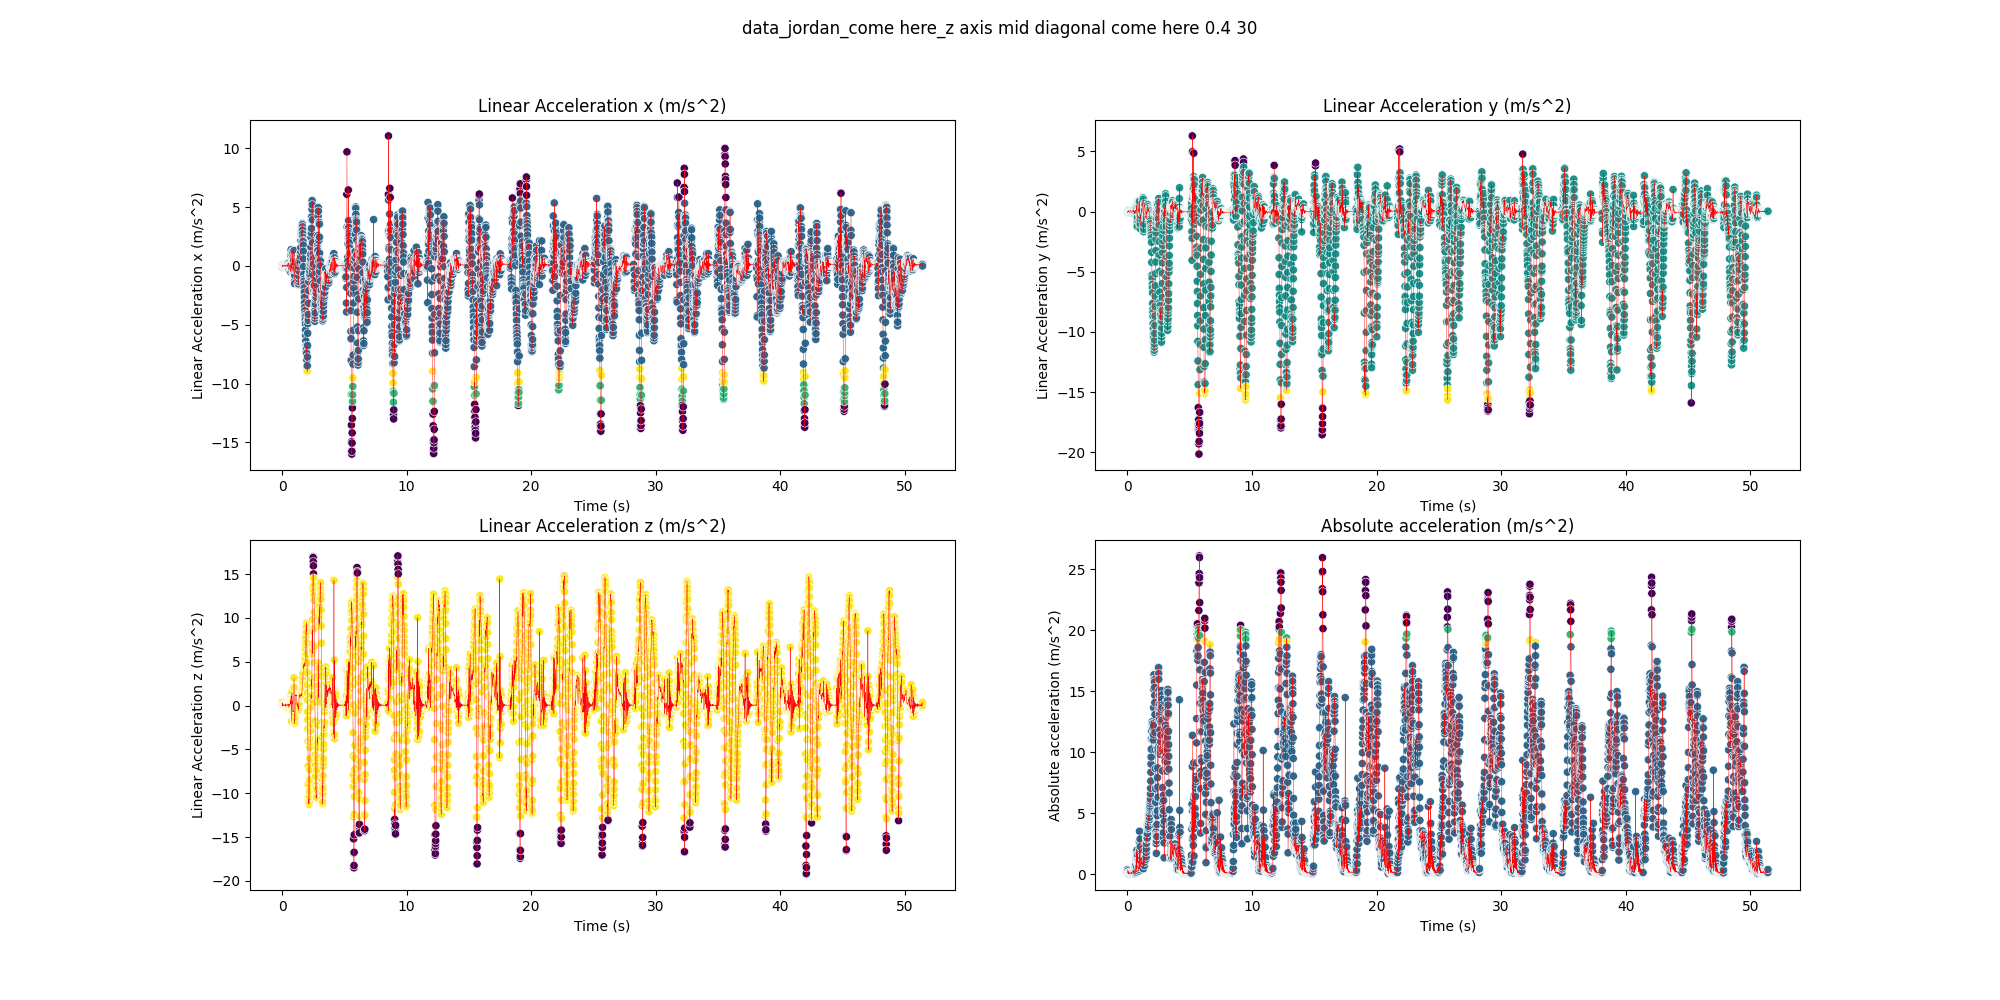 data_jordan_come here_z axis mid diagonal come here 0.4 30
Linear Acceleration x (m/s^2)
Linear Acceleration x (m/s^2)
10
5
0
−5
−10
−15
0 10 20 30 40 50
Time (s)
Linear Acceleration y (m/s^2)
Linear Acceleration y (m/s^2)
5
0
−5
−10
−15
−20
0 10 20 30 40 50
Time (s)
Linear Acceleration z (m/s^2)
Linear Acceleration z (m/s^2)
15
10
5
0
−5
−10
−15
−20
0 10 20 30 40 50
Time (s)
Absolute acceleration (m/s^2)
Absolute acceleration (m/s^2)
25
20
15
10
5
0
0 10 20 30 40 50
Time (s)